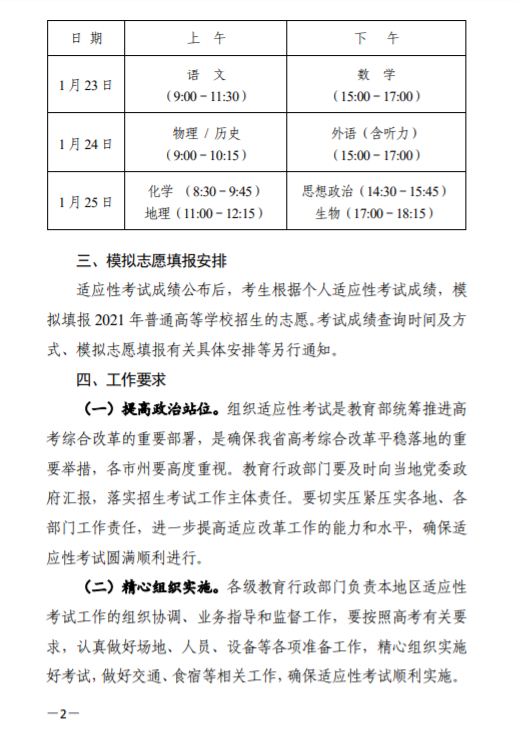 日 期 上 午 下 午
1 月 23 日 语 文 (9:00－11:30) 数 学 (15:00－17:00)
1 月 24 日 物理 / 历史 (9:00－10:15) 外语 (含听力) (15:00－17:00)
1 月 25 日 化学 (8:30－9:45) 地理 (11:00－12:15) 思想政治 (14:30－15:45) 生物 (17:00－18:15)
三、模拟志愿填报安排
适应性考试成绩公布后，考生根据个人适应性考试成绩，模
拟填报 2021 年普通高等学校招生的志愿。考试成绩查询时间及方
式、模拟志愿填报有关具体安排等另行通知。
四、工作要求
（一）提高政治站位。组织适应性考试是教育部统筹推进高
考综合改革的重要部署，是确保我省高考综合改革平稳落地的重
要举措，各市州要高度重视。教育行政部门要及时向当地党委政
府汇报，落实招生考试工作主体责任。要切实压紧压实各地、各
部门工作责任，进一步提高适应改革工作的能力和水平，确保适
应性考试圆满顺利进行。
（二）精心组织实施。各级教育行政部门负责本地区适应性
考试工作的组织协调、业务指导和监督工作，要按照高考有关要
求，认真做好场地、人员、设备等各项准备工作，精心组织实施
好考试，做好交通、食宿等相关工作，确保适应性考试顺利实施。
—2—